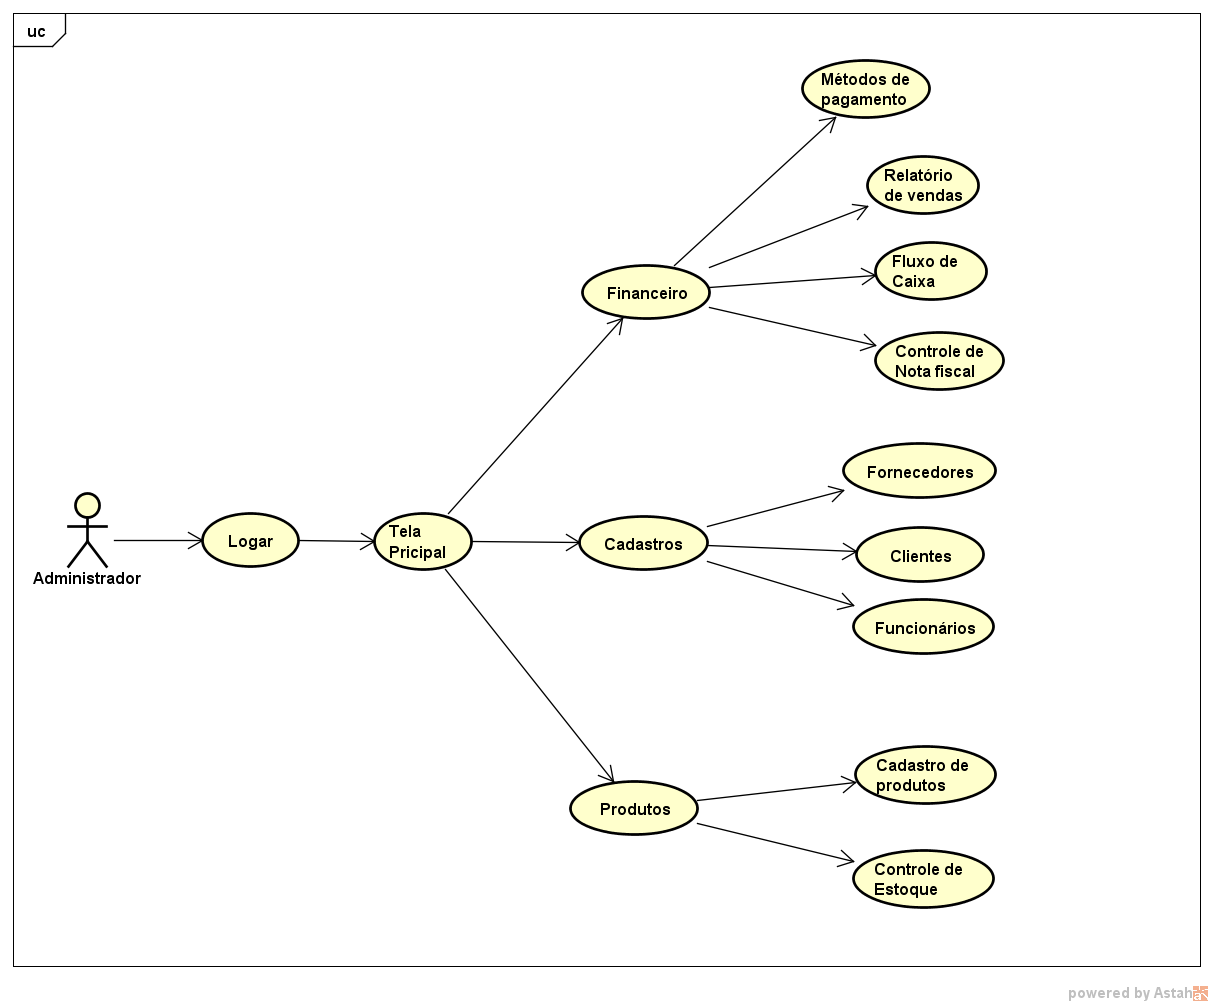 uc
Métodos de
pagamento
Relatório
de vendas
Fluxo de
Caixa
Financeiro
Controle de
Nota fiscal
Fornecedores
Tela
Pricipal
Logar
Cadastros
Clientes
Administrador
Funcionários
Cadastro de
produtos
Produtos
Controle de
Estoque
powered by Astah